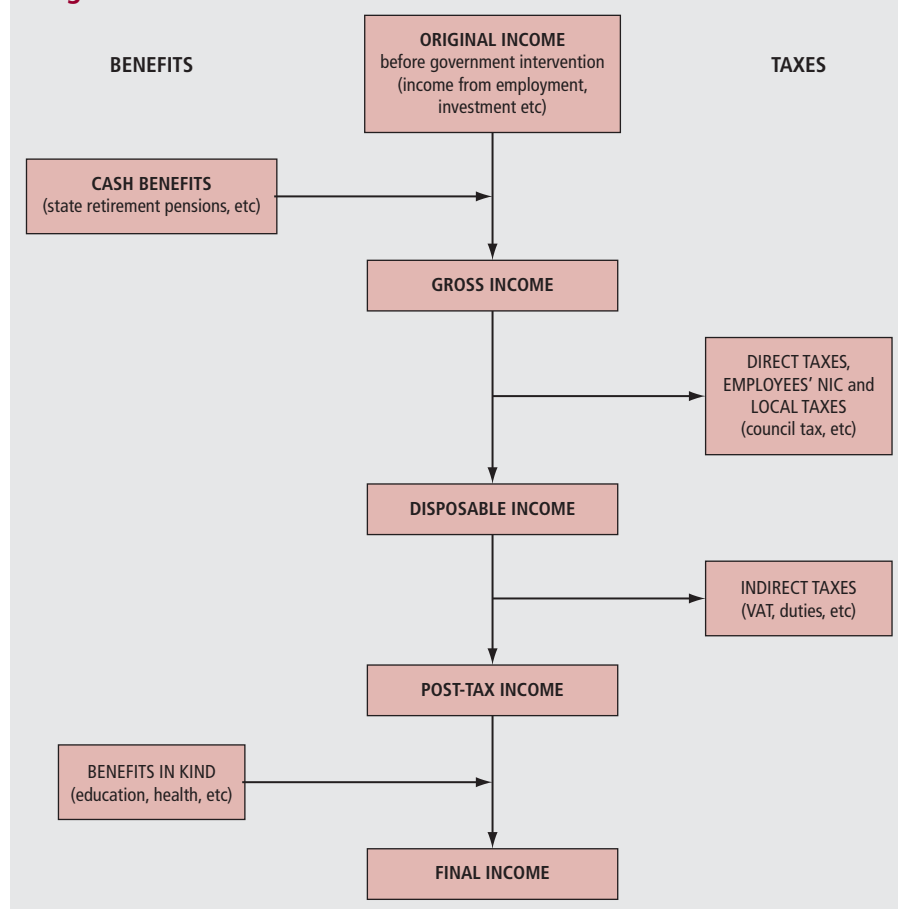 BENEFITS
ORIGINAL INCOME
before government intervention
(income from employment,
investment etc)
TAXES
CASH BENEFITS
(state retirement pensions, etc)
GROSS INCOME
DIRECT TAXES,
EMPLOYEES' NIC and
LOCAL TAXES
(council tax, etc)
DISPOSABLE INCOME
INDIRECT TAXES
(VAT, duties, etc)
POST-TAX INCOME
BENEFITS IN KIND
(education, health, etc)
FINAL INCOME